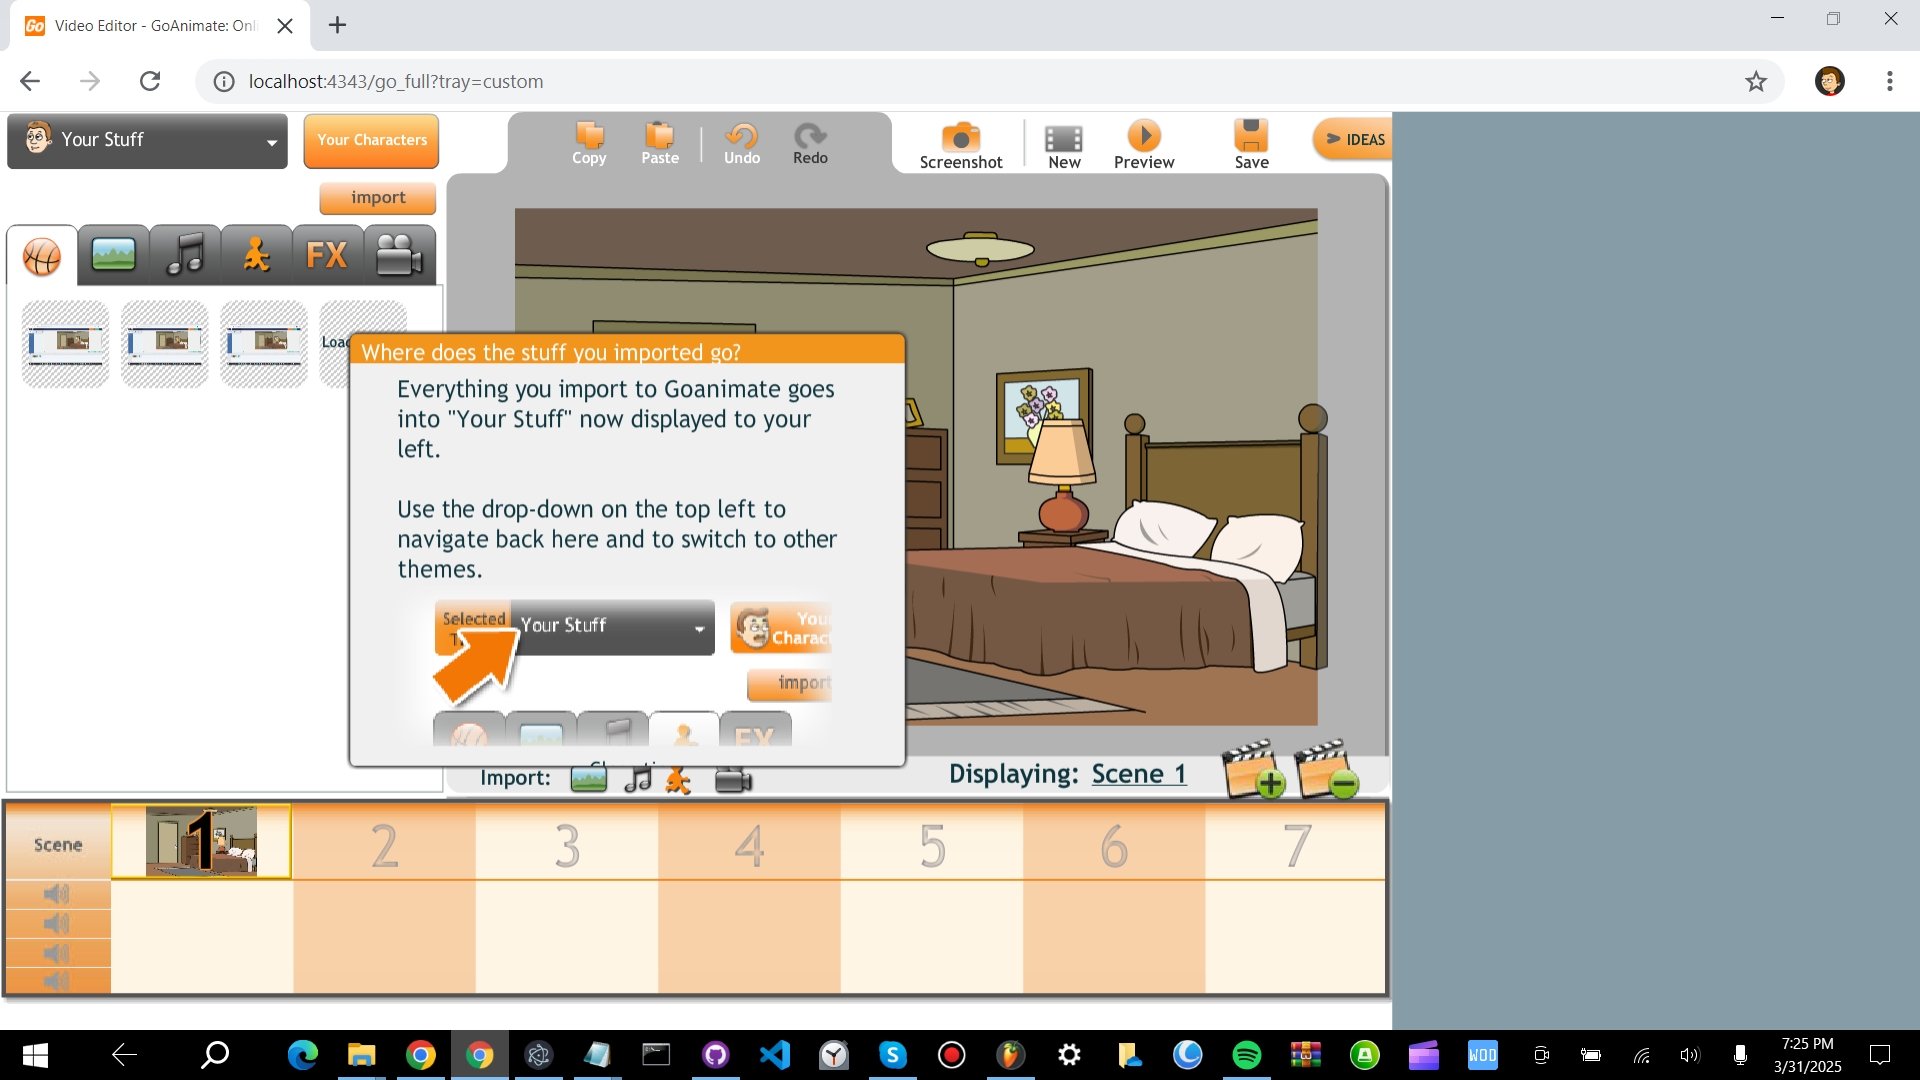 Go Video Editor - GoAnimate: Onl
localhost:4343/go_full?tray=custom
Your Stuff
Your Characters
import
FX
Copy
Paste
Undo
Redo
Screenshot
New
Preview
Save
IDEAS
Loa
Where does the stuff you imported go?
Everything you import to Goanimate goes
into "Your Stuff" now displayed to your
left.
Use the drop-down on the top left to
navigate back here and to switch to other
themes.
Selected
T
Your Stuff
You
Charac
import
FX
Import:
Displaying: Scene 1
Scene
1
2
3
4
5
6
7
WOO
7:25 PM
3/31/2025